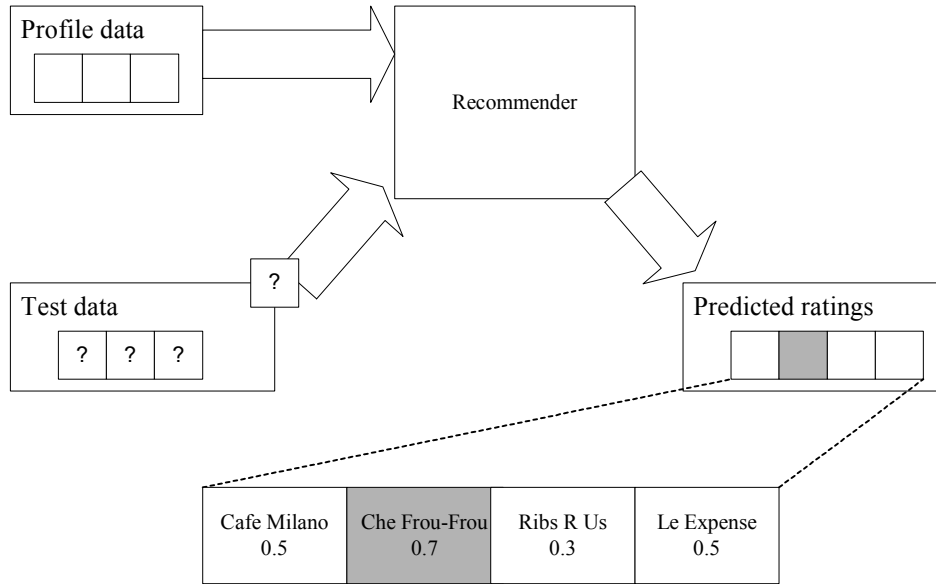 Profile data
Recommender
?
Test data
? ? ?
Predicted ratings
Cafe Milano
0.5
Che Frou-Frou
0.7
Ribs R Us
0.3
Le Expense
0.5